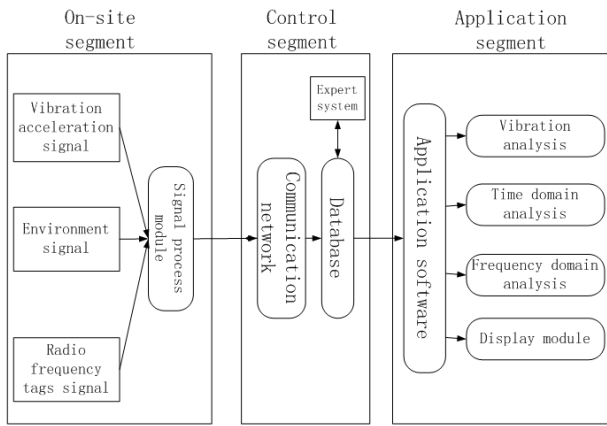 On-site
segment
Control
segment
Application
segment
Vibration
acceleration
signal
Environment
signal
Radio
frequency
tags signal
Signal process
module
Communication
network
Expert
system
Database
Application software
Vibration
analysis
Time domain
analysis
Frequency domain
analysis
Display module